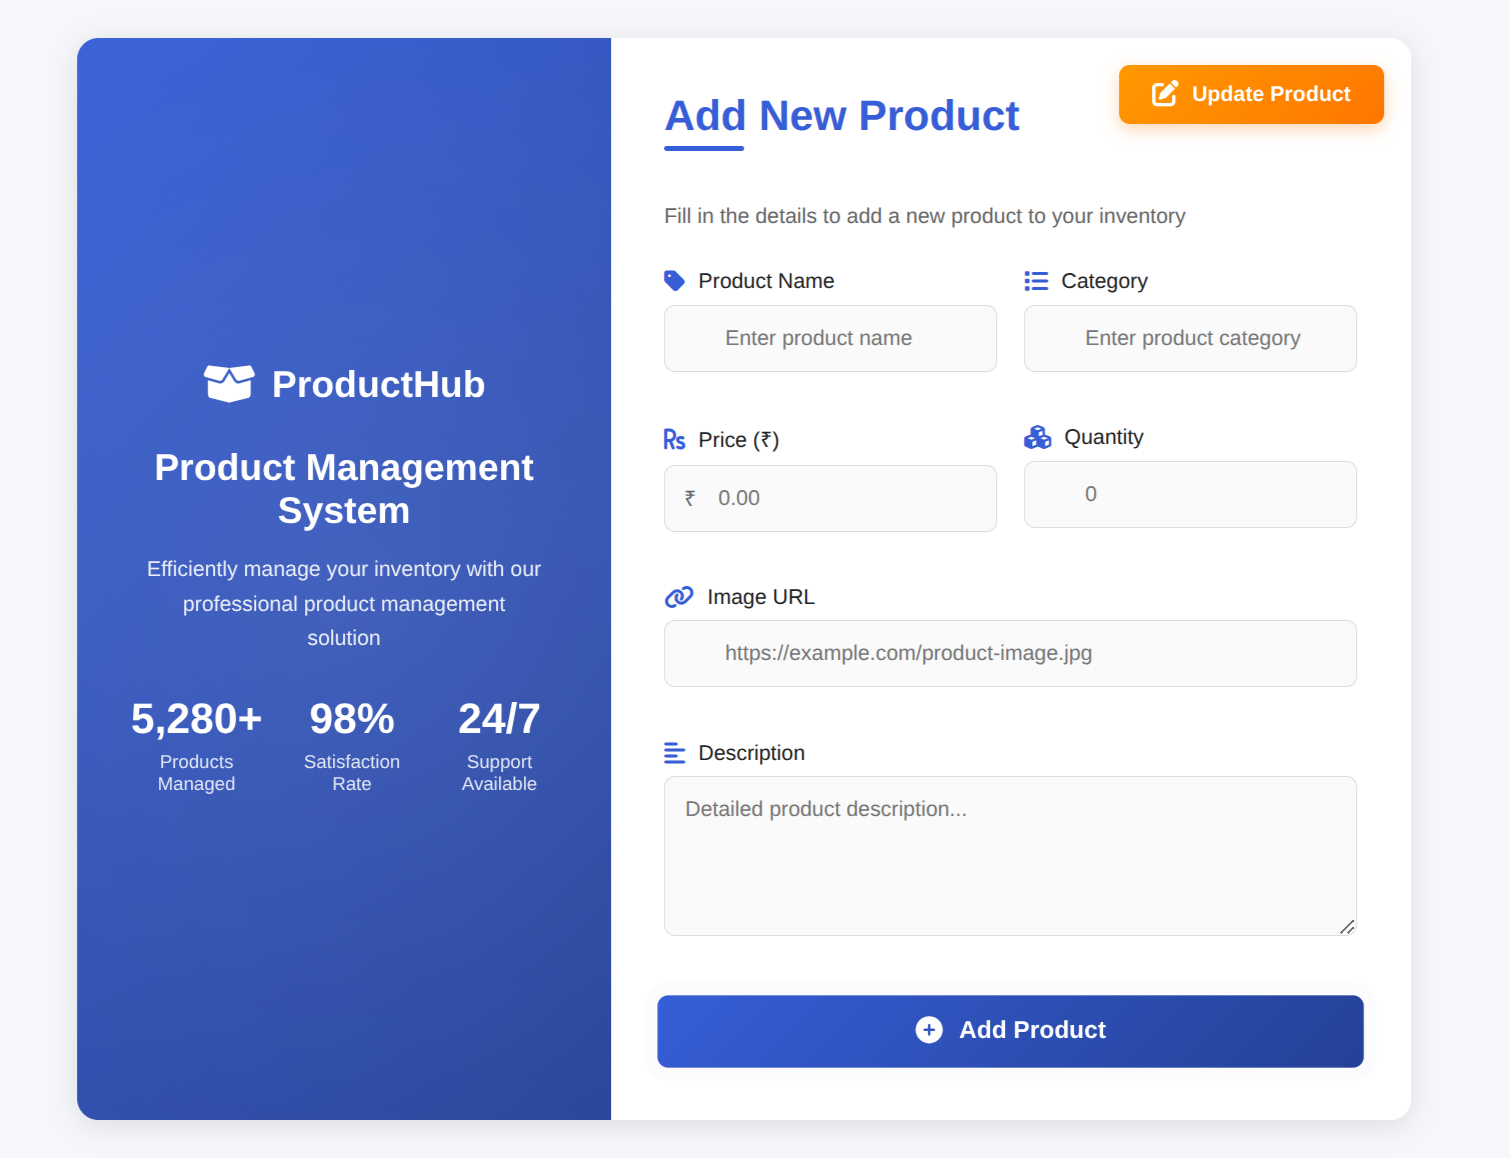 ProductHub
Product Management
System
Efficiently manage your inventory with our
professional product management
solution
5,280+
Products
Managed
98%
Satisfaction
Rate
24/7
Support
Available
Update Product
Add New Product
Fill in the details to add a new product to your inventory
Product Name
Enter product name
Category
Enter product category
Price (₹)
₹ 0.00
Quantity
0
Image URL
https://example.com/product-image.jpg
Description
Detailed product description...
Add Product